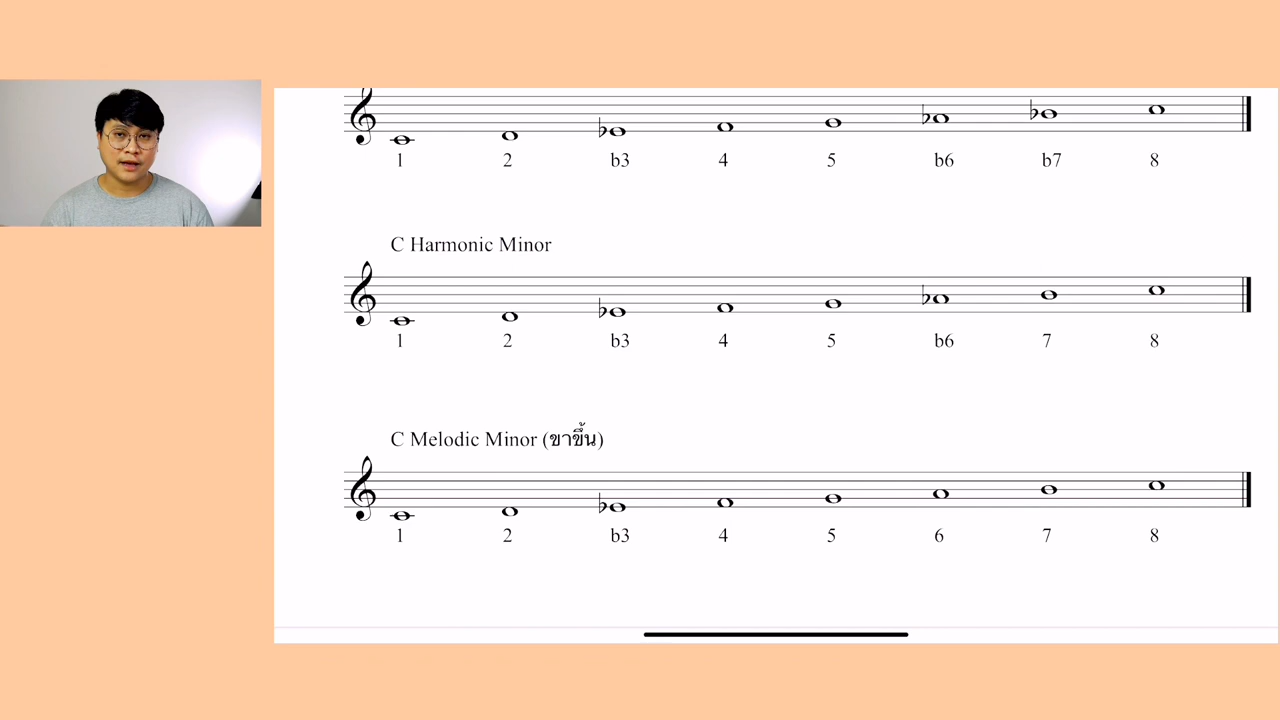 1 2 b3 4 5 b6 b7 8
C Harmonic Minor
1 2 b3 4 5 b6 7 8
C Melodic Minor (ขาขึ้น)
1 2 b3 4 5 6 7 8